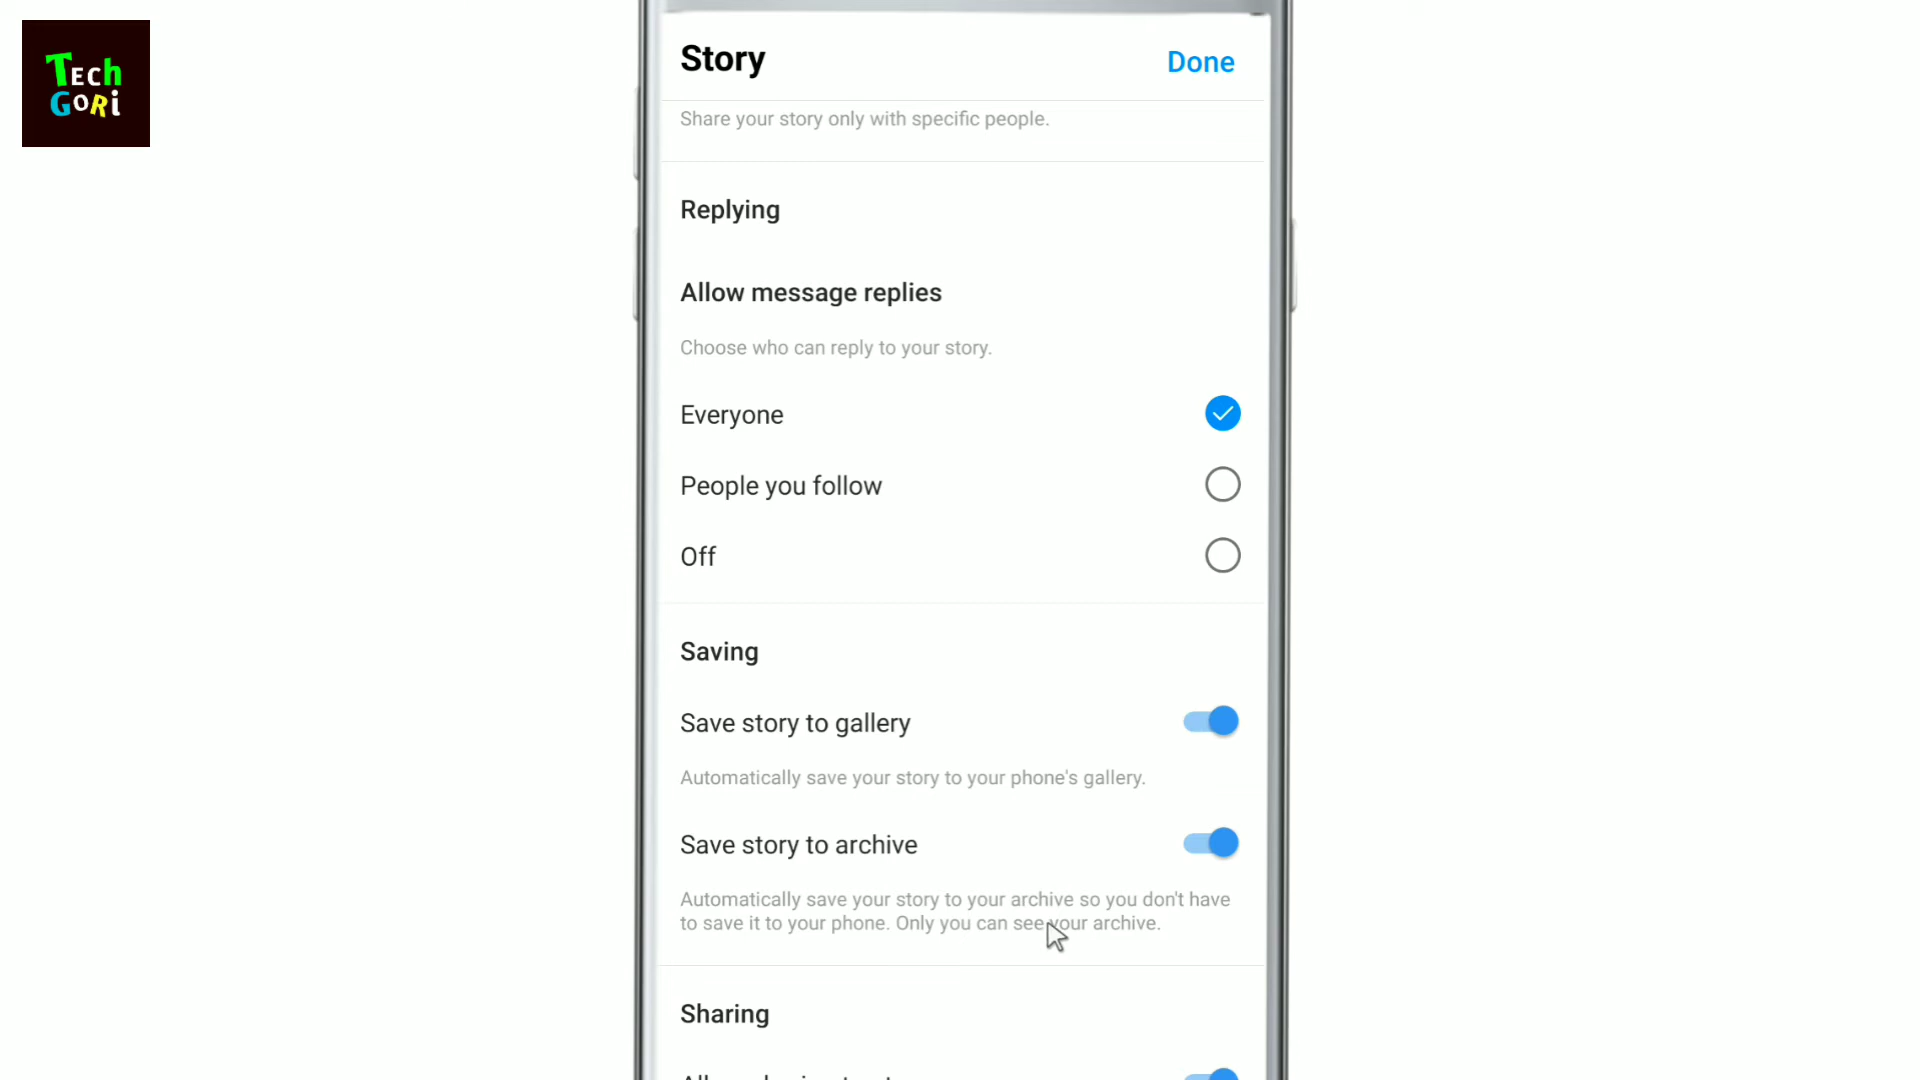 Tech
Gori
Story
Done
Share your story only with specific people.
Replying
Allow message replies
Choose who can reply to your story.
Everyone
People you follow
Off
Saving
Save story to gallery
Automatically save your story to your phone's gallery.
Save story to archive
Automatically save your story to your archive so you don't have
to save it to your phone. Only you can see your archive.
Sharing